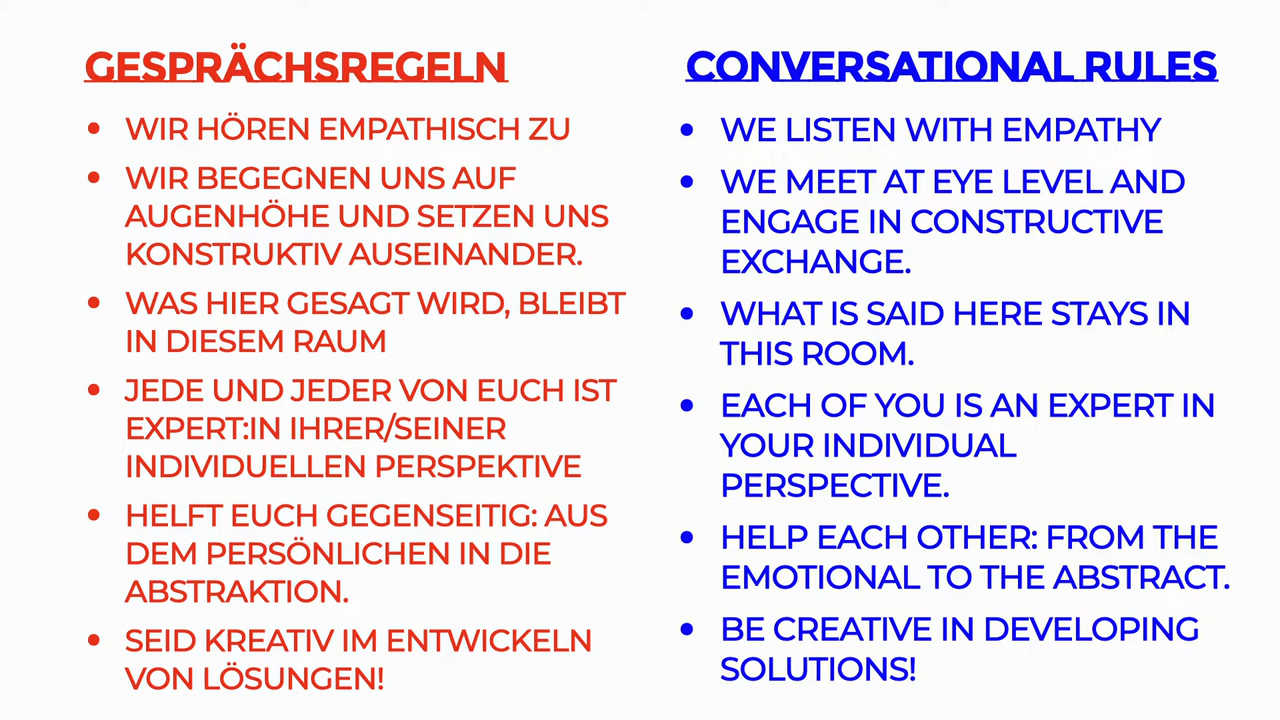 GESPRÄCHSREGELN
• WIR HÖREN EMPATHISCH ZU
• WIR BEGEGNEN UNS AUF
AUGENHÖHE UND SETZEN UNS
KONSTRUKTIV AUSEINANDER.
• WAS HIER GESAGT WIRD, BLEIBT
IN DIESEM RAUM
• JEDE UND JEDER VON EUCH IST
EXPERT:IN IHRER/SEINER
INDIVIDUELLEN PERSPEKTIVE
• HELFT EUCH GEGENSEITIG: AUS
DEM PERSÖNLICHEN IN DIE
ABSTRAKTION.
• SEID KREATIV IM ENTWICKELN
VON LÖSUNGEN!
CONVERSATIONAL RULES
• WE LISTEN WITH EMPATHY
• WE MEET AT EYE LEVEL AND
ENGAGE IN CONSTRUCTIVE
EXCHANGE.
• WHAT IS SAID HERE STAYS IN
THIS ROOM.
• EACH OF YOU IS AN EXPERT IN
YOUR INDIVIDUAL
PERSPECTIVE.
• HELP EACH OTHER: FROM THE
EMOTIONAL TO THE ABSTRACT.
• BE CREATIVE IN DEVELOPING
SOLUTIONS!